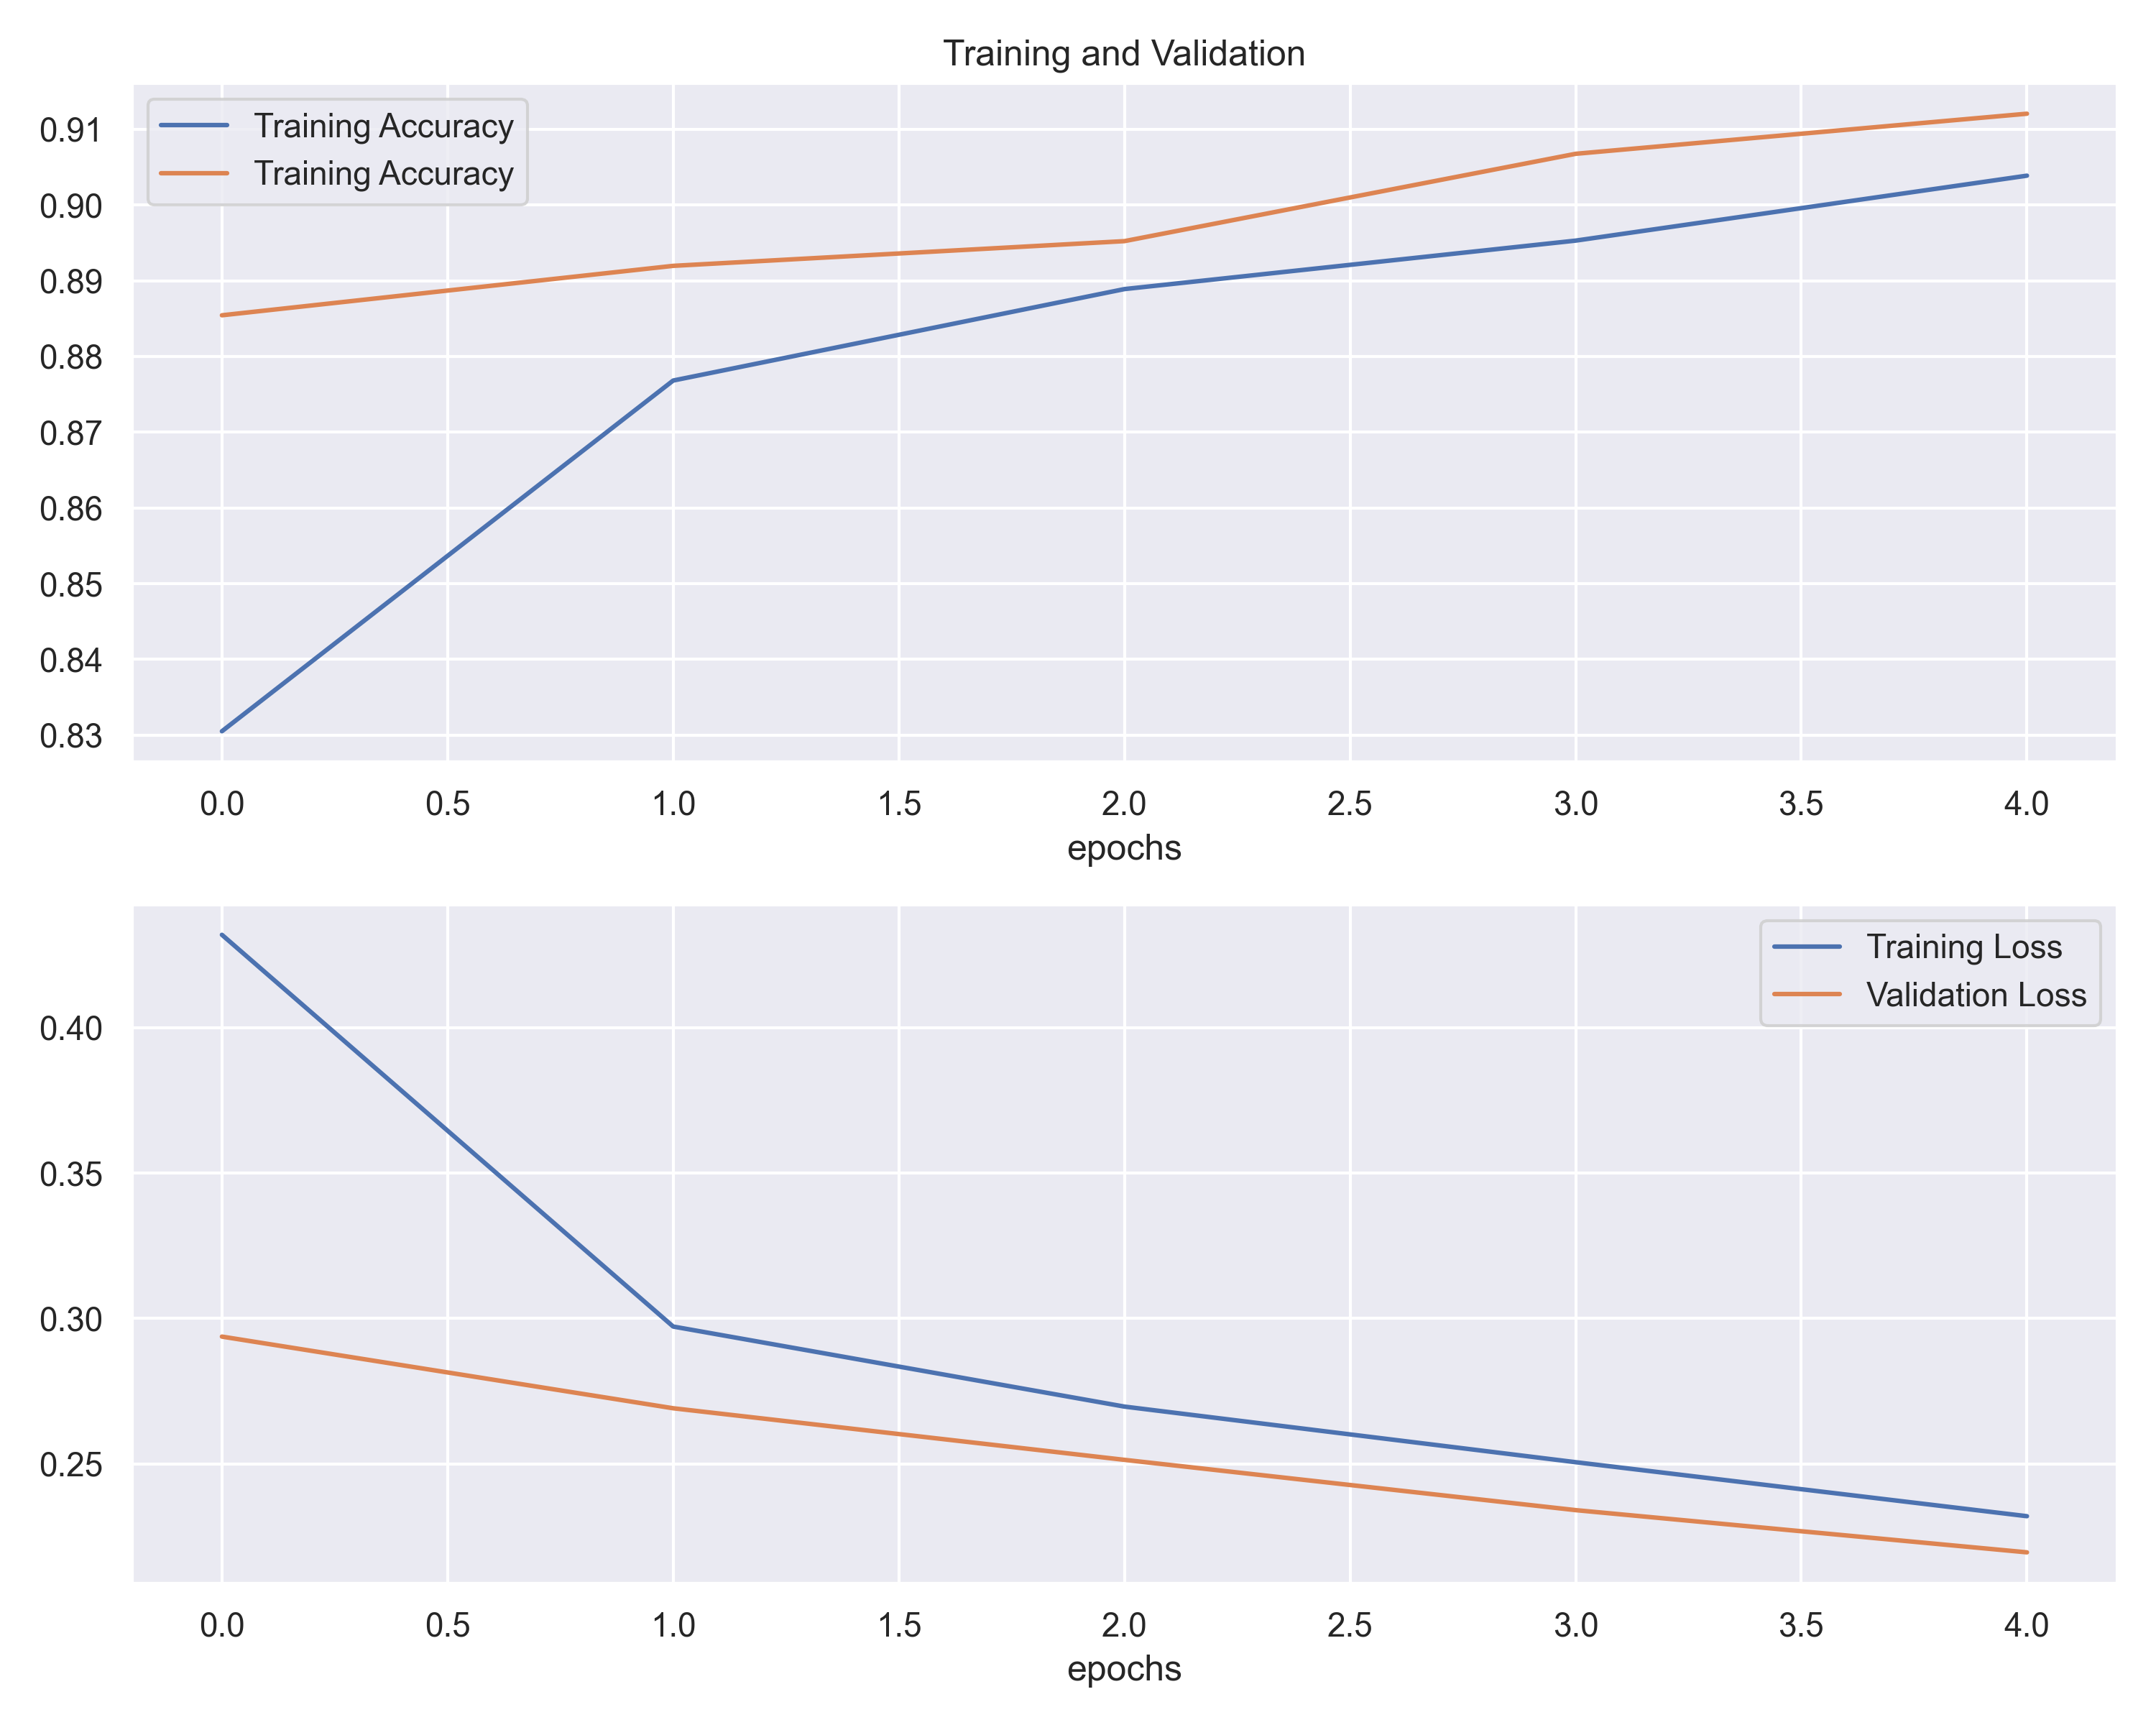 Training and Validation
Training Accuracy
Training Accuracy
0.91
0.90
0.89
0.88
0.87
0.86
0.85
0.84
0.83
0.0 0.5 1.0 1.5 2.0 2.5 3.0 3.5 4.0
epochs
Training Loss
Validation Loss
0.40
0.35
0.30
0.25
0.0 0.5 1.0 1.5 2.0 2.5 3.0 3.5 4.0
epochs